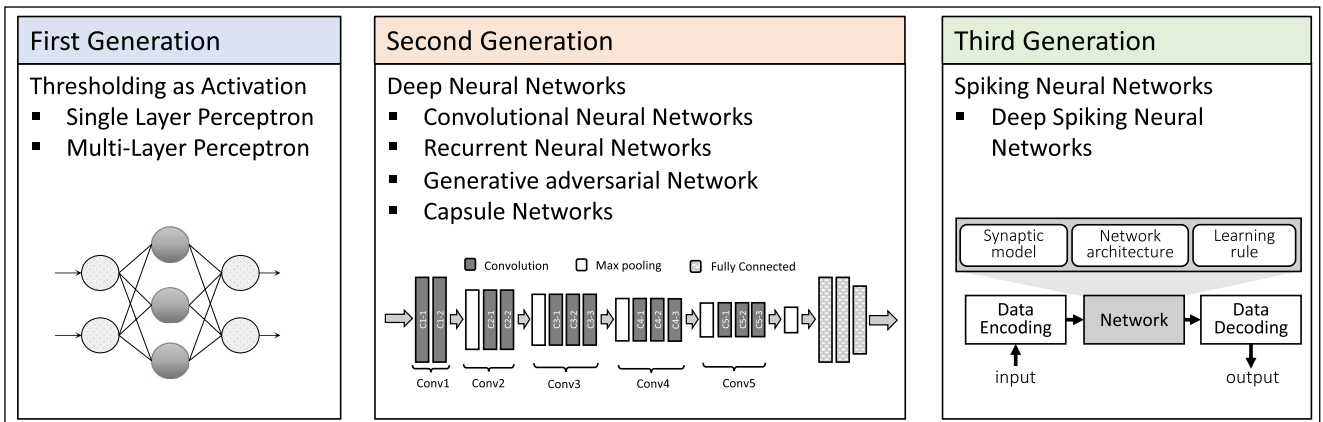 First Generation
Thresholding as Activation
▪ Single Layer Perceptron
▪ Multi-Layer Perceptron
Second Generation
Deep Neural Networks
▪ Convolutional Neural Networks
▪ Recurrent Neural Networks
▪ Generative adversarial Network
▪ Capsule Networks
Convolution Max pooling Fully Connected
C1-1 C1-2 C2-1 C2-2 C3-1 C3-2 C3-3 C4-1 C4-2 C4-3 C5-1 C5-2 C5-3
Conv1 Conv2 Conv3 Conv4 Conv5
Third Generation
Spiking Neural Networks
▪ Deep Spiking Neural
Networks
Synaptic
model
Network
architecture
Learning
rule
Data
Encoding
Network
Data
Decoding
input
output